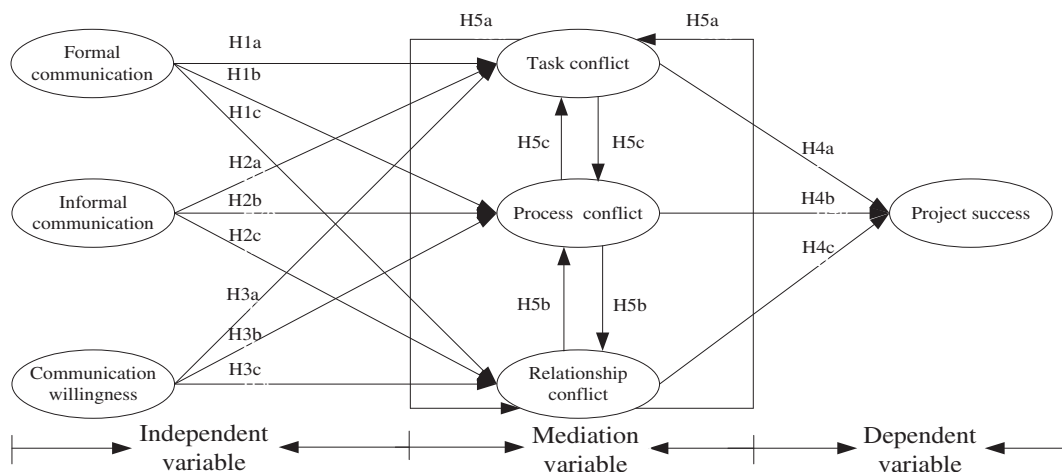 H5a
H5a
Formal
communication
H1a
H1b
H1c
Task conflict
H5c
H5c
H2a
H2b
H2c
H4a
H4b
H4c
Informal
communication
Process conflict
Project success
H3a
H3b
H3c
H5b
H5b
Communication
willingness
Relationship
conflict
Independent
variable
Mediation
variable
Dependent
variable